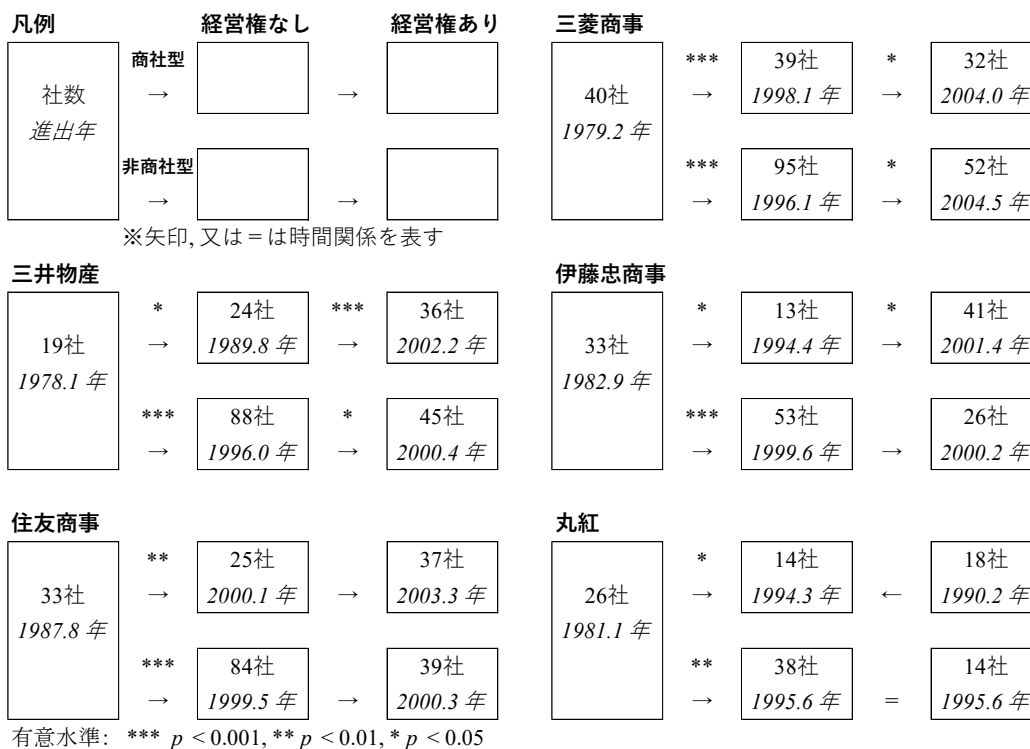 凡例 経営権なし 経営権あり
商社型
社数 → →
進出年
非商社型
→ →
※矢印, 又は = は時間関係を表す
三菱商事
*** 39社 * 32社
40社 → 1998.1 年 → 2004.0 年
1979.2 年
*** 95社 * 52社
→ 1996.1 年 → 2004.5 年
三井物産
* 24社 *** 36社
19社 → 1989.8 年 → 2002.2 年
1978.1 年
*** 88社 * 45社
→ 1996.0 年 → 2000.4 年
伊藤忠商事
* 13社 * 41社
33社 → 1994.4 年 → 2001.4 年
1982.9 年
*** 53社 26社
→ 1999.6 年 → 2000.2 年
住友商事
** 25社 37社
33社 → 2000.1 年 → 2003.3 年
1987.8 年
*** 84社 39社
→ 1999.5 年 → 2000.3 年
丸紅
* 14社 18社
26社 → 1994.3 年 ← 1990.2 年
1981.1 年
** 38社 14社
→ 1995.6 年 = 1995.6 年
有意水準: *** p < 0.001, ** p < 0.01, * p < 0.05